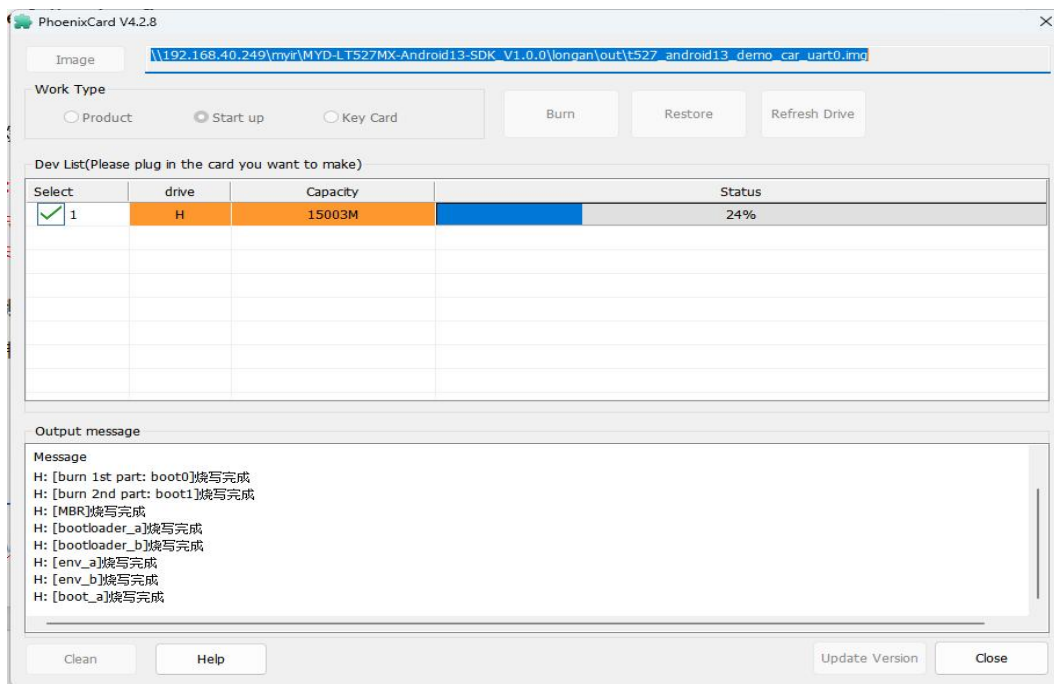 PhoenixCard V4.2.8
Image
\\192.168.40.249\myir\MYD-LT527MX-Android13-SDK_V1.0.0\longan\out\t527_android13_demo_car_uart0.img
Work Type
Product Start up Key Card Burn Restore Refresh Drive
Dev List(Please plug in the card you want to make)
Select drive Capacity Status
1 H 15003M 24%
Output message
Message
H: [burn 1st part: boot0]烧写完成
H: [burn 2nd part: boot1]烧写完成
H: [MBR]烧写完成
H: [bootloader_a]烧写完成
H: [bootloader_b]烧写完成
H: [env_a]烧写完成
H: [env_b]烧写完成
H: [boot_a]烧写完成
Clean Help Update Version Close